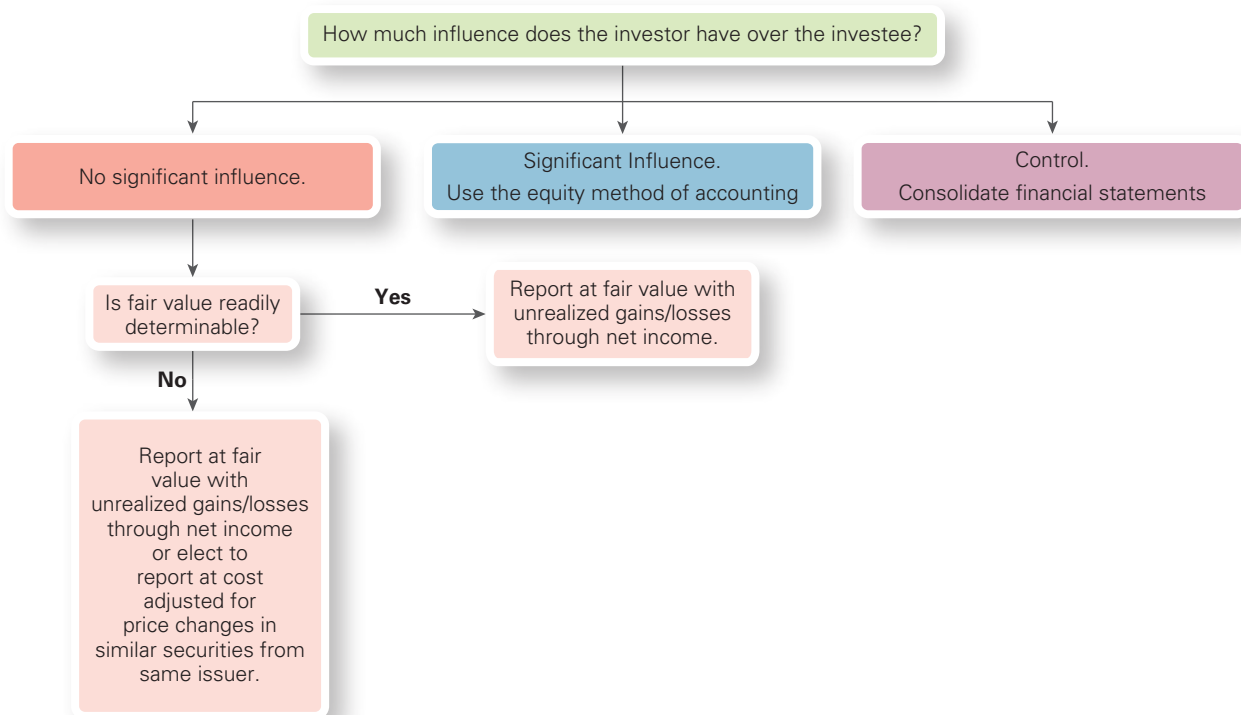 How much influence does the investor have over the investee?
No significant influence.
Significant Influence.
Use the equity method of accounting
Control.
Consolidate financial statements
Is fair value readily
determinable?
Yes
Report at fair value with
unrealized gains/losses
through net income.
No
Report at fair
value with
unrealized gains/losses
through net income
or elect to
report at cost
adjusted for
price changes in
similar securities from
same issuer.